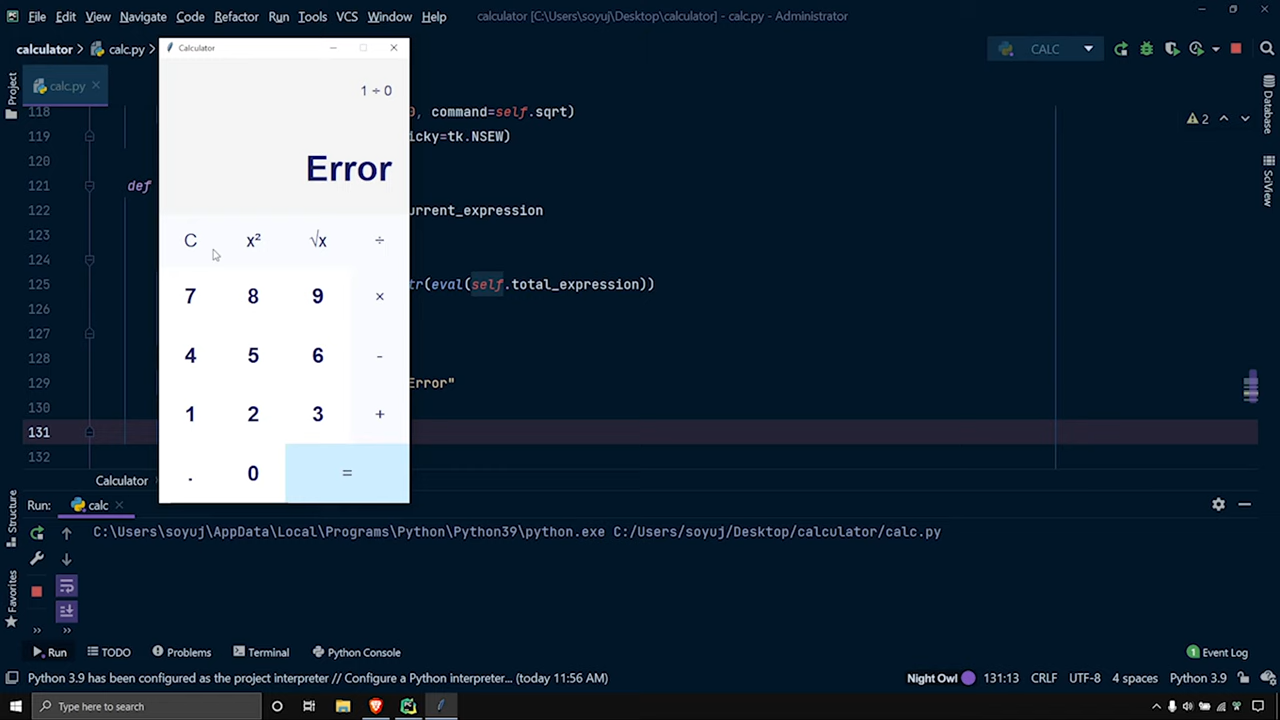 File Edit View Navigate Code Refactor Run Tools VCS Window Help calculator [C:\Users\soyuj\Desktop\calculator] - calc.py - Administrator
calculator calc.py CALC
Calculator
1 ÷ 0
Error
C x² √x ÷
7 8 9 ×
4 5 6 -
1 2 3 +
. 0 =
Project
calc.py
Database
SciView
2
118 0, command=self.sqrt)
119 icky=tk.NSEW)
120
121 def
122 urrent_expression
123
124
125 tr(eval(self.total_expression))
126
127
128
129 Error"
130
131
132
Calculator
Structure
Favorites
Run: calc
C:\Users\soyuj\AppData\Local\Programs\Python\Python39\python.exe C:/Users/soyuj/Desktop/calculator/calc.py
Run TODO Problems Terminal Python Console 1 Event Log
Python 3.9 has been configured as the project interpreter // Configure a Python interpreter... (today 11:56 AM) Night Owl 131:13 CRLF UTF-8 4 spaces Python 3.9
Type here to search